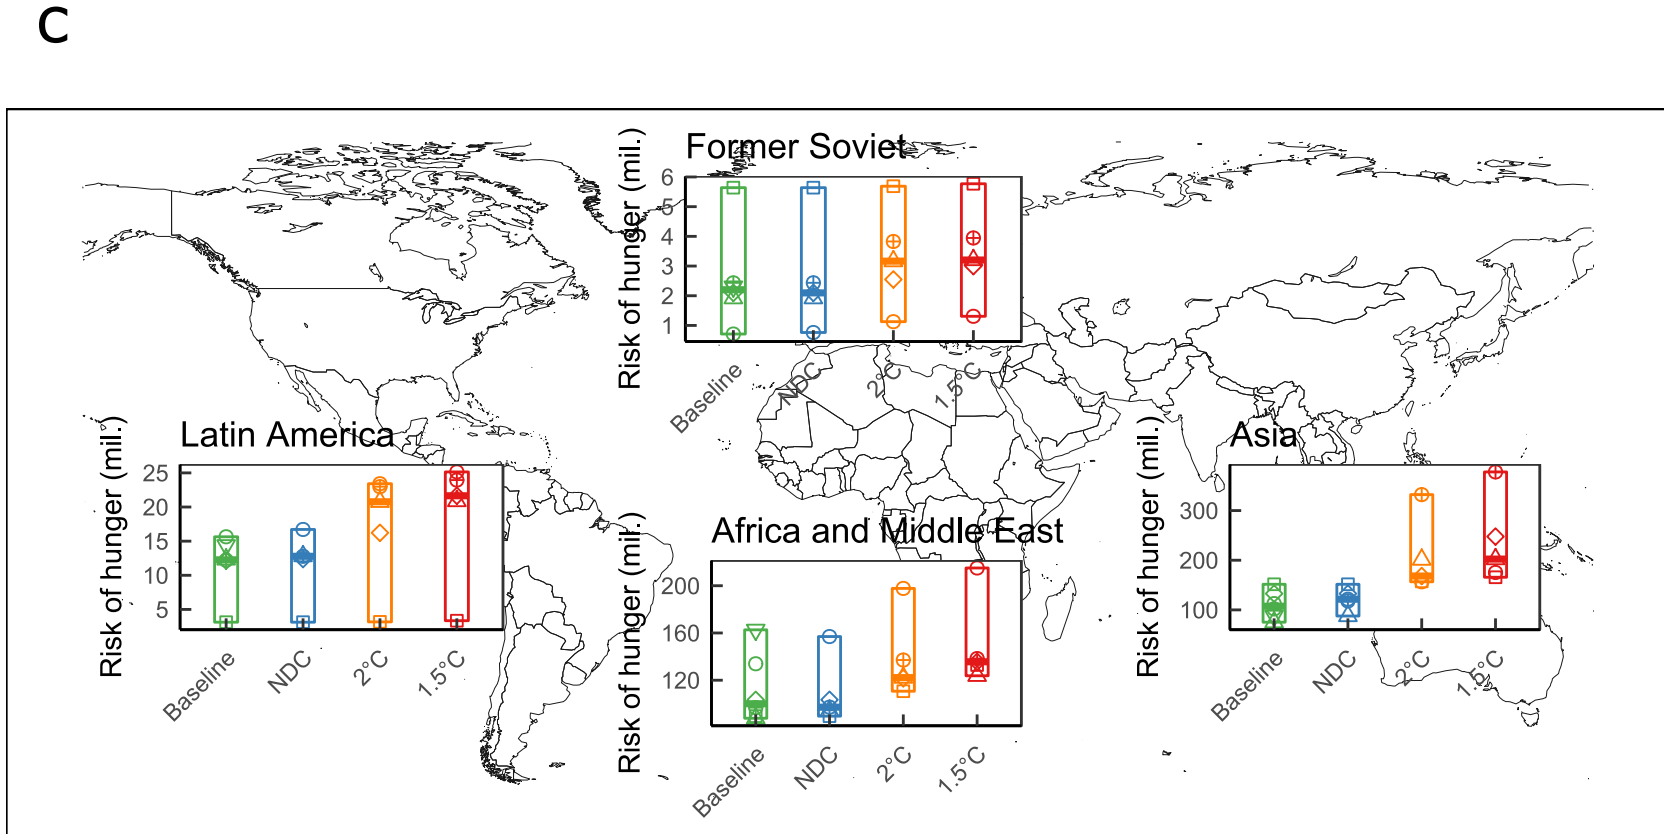 c
Former Soviet
Risk of hunger (mil.)
6
5
4
3
2
1
Baseline
NDC
2°C
1.5°C
Latin America
Risk of hunger (mil.)
25
20
15
10
5
Baseline
NDC
2°C
1.5°C
Africa and Middle East
Risk of hunger (mil.)
200
160
120
Baseline
NDC
2°C
1.5°C
Asia
Risk of hunger (mil.)
300
200
100
Baseline
NDC
2°C
1.5°C